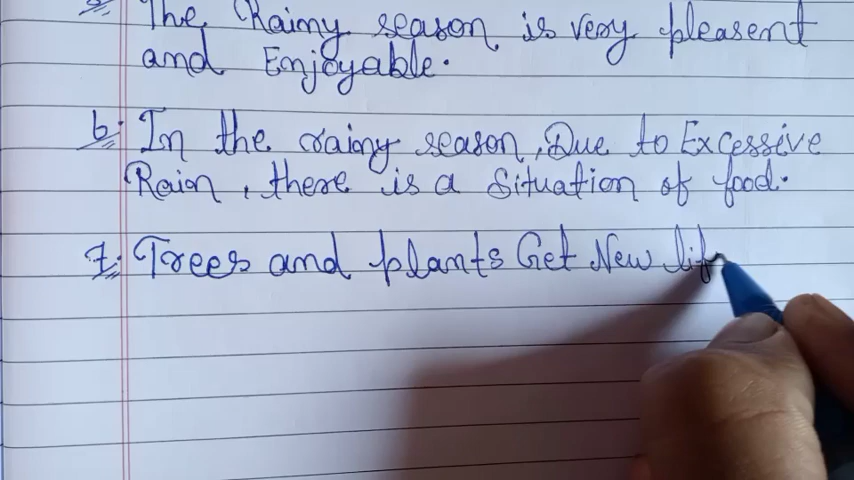 The Rainy season is very pleasent
and Enjoyable.
6. In the rainy season, Due to Excessive
Rain, there is a Situation of food.
7. Trees and plants Get New lif